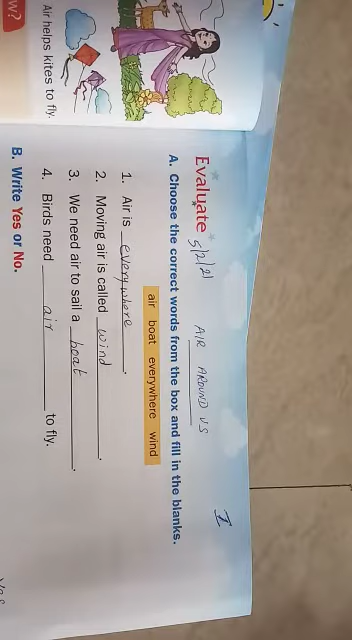 Air helps kites to fly.
w?
Evaluate
5/2/21
AIR AROUND US
I
A. Choose the correct words from the box and fill in the blanks.
air boat everywhere wind
1. Air is everywhere.
2. Moving air is called wind.
3. We need air to sail a boat.
4. Birds need air to fly.
B. Write Yes or No.